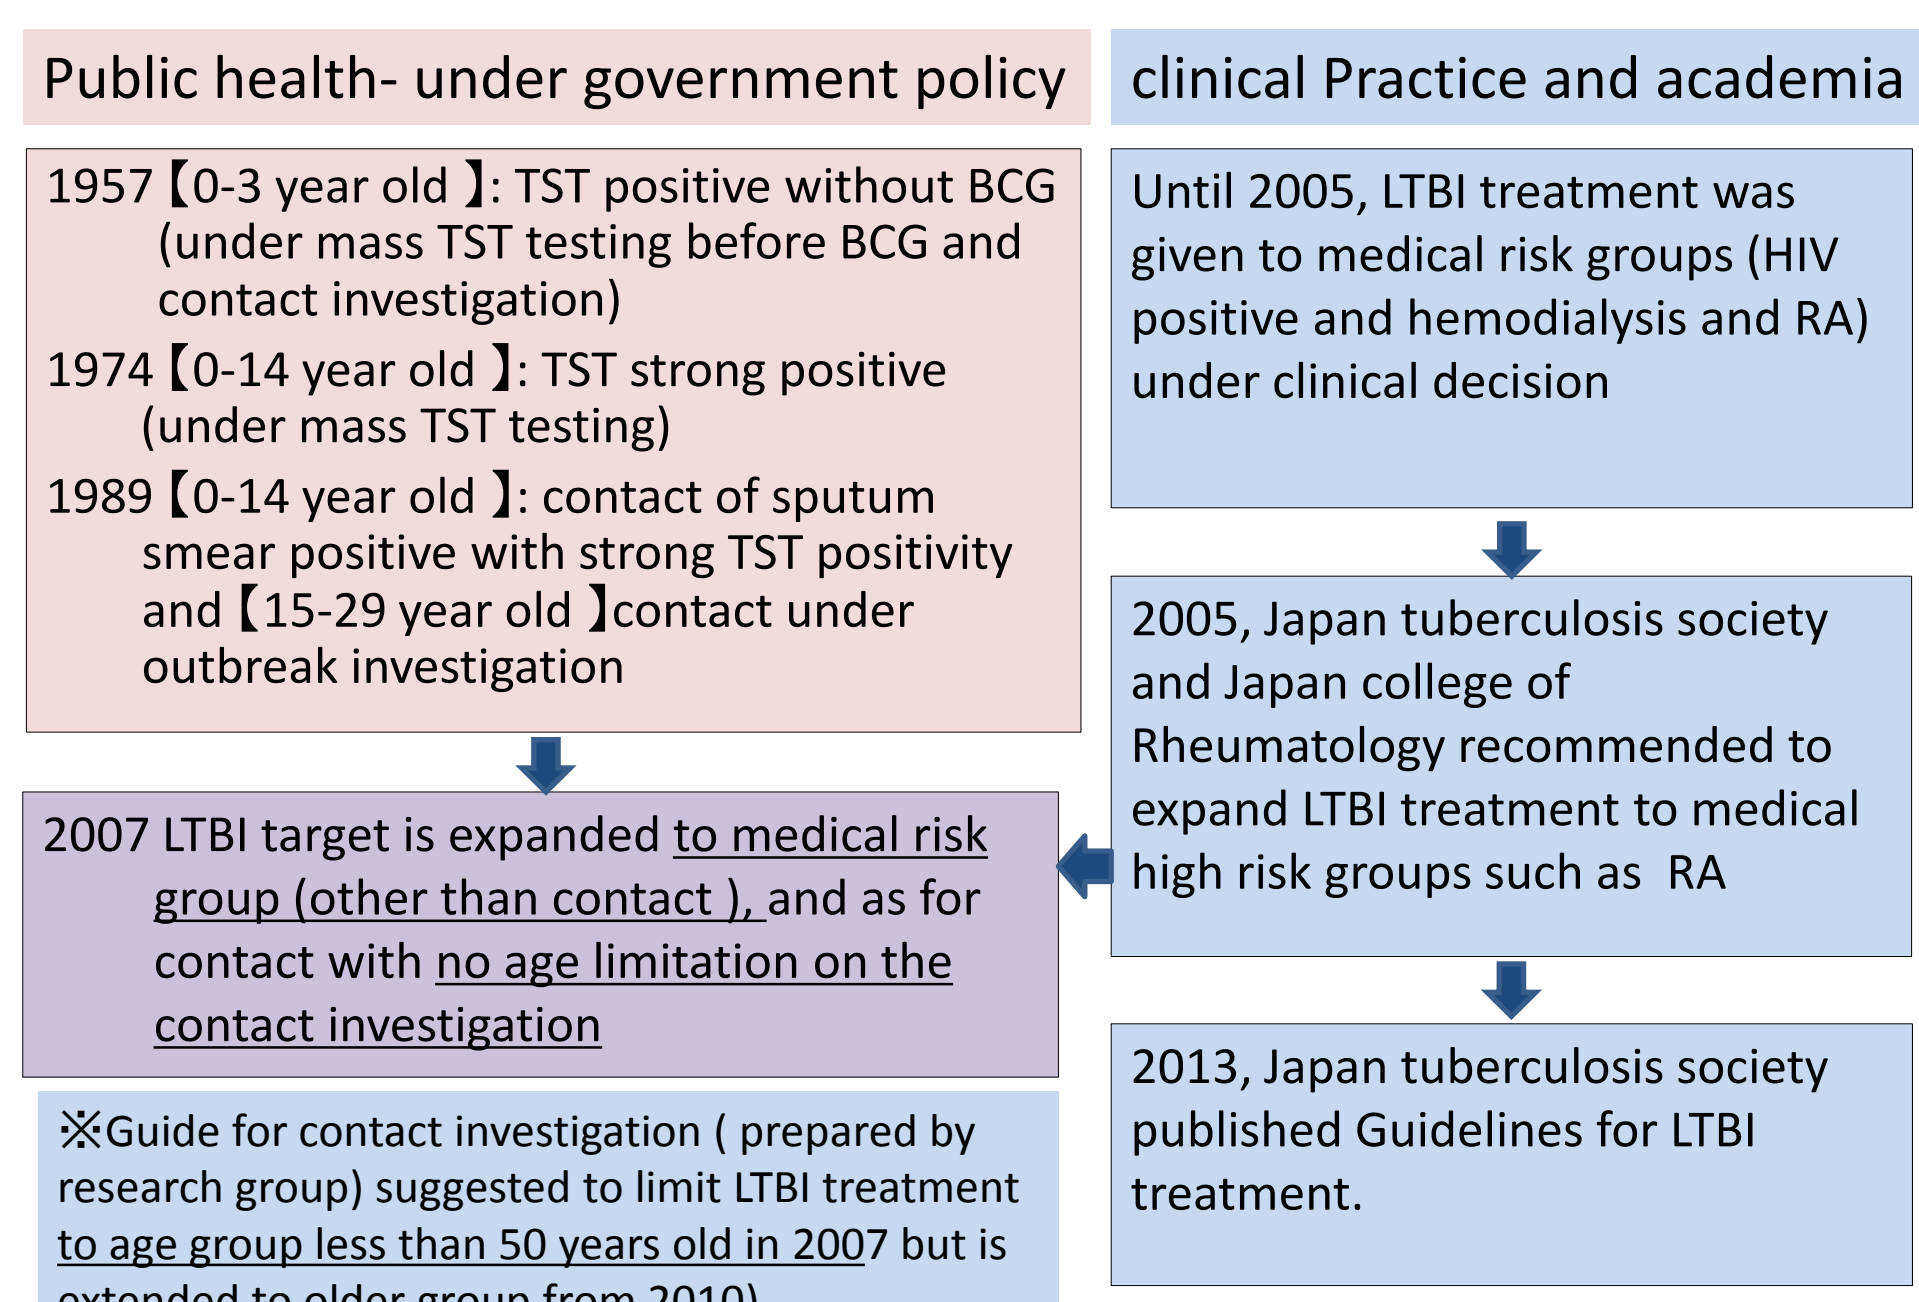 Public health- under government policy
1957【0-3 year old 】: TST positive without BCG
(under mass TST testing before BCG and
contact investigation)
1974【0-14 year old 】: TST strong positive
(under mass TST testing)
1989【0-14 year old 】: contact of sputum
smear positive with strong TST positivity
and【15-29 year old 】contact under
outbreak investigation
2007 LTBI target is expanded to medical risk
group (other than contact ), and as for
contact with no age limitation on the
contact investigation
※Guide for contact investigation ( prepared by
research group) suggested to limit LTBI treatment
to age group less than 50 years old in 2007 but is
extended to older group from 2010)
clinical Practice and academia
Until 2005, LTBI treatment was
given to medical risk groups (HIV
positive and hemodialysis and RA)
under clinical decision
2005, Japan tuberculosis society
and Japan college of
Rheumatology recommended to
expand LTBI treatment to medical
high risk groups such as  RA
2013, Japan tuberculosis society
published Guidelines for LTBI
treatment.